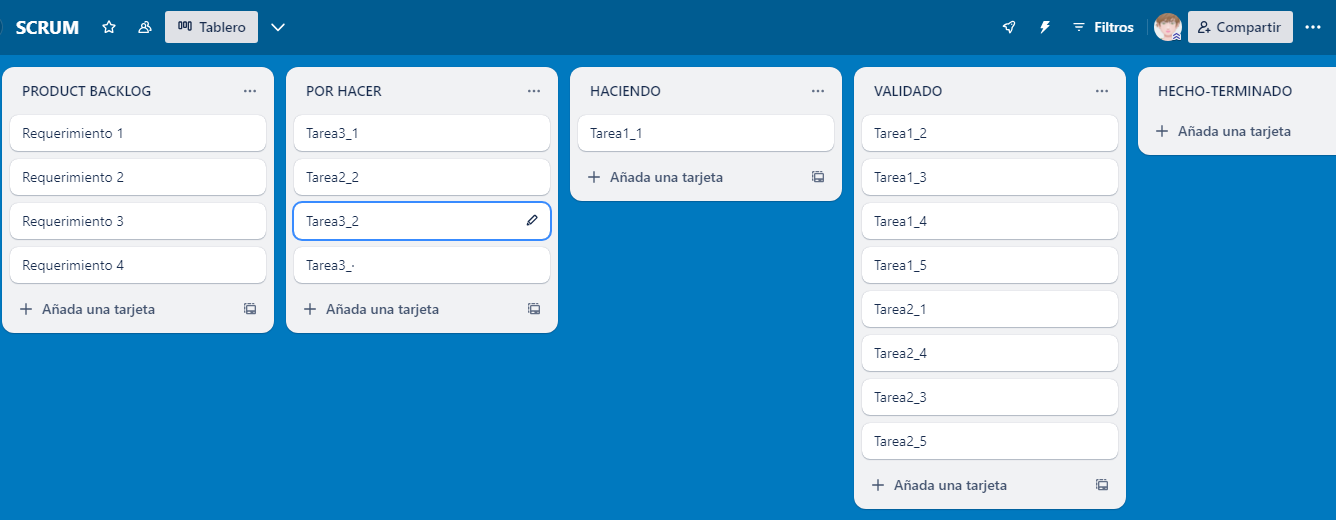 SCRUM
Tablero
Filtros
Compartir
PRODUCT BACKLOG
Requerimiento 1
Requerimiento 2
Requerimiento 3
Requerimiento 4
Añada una tarjeta
POR HACER
Tarea3_1
Tarea2_2
Tarea3_2
Tarea3_·
Añada una tarjeta
HACIENDO
Tarea1_1
Añada una tarjeta
VALIDADO
Tarea1_2
Tarea1_3
Tarea1_4
Tarea1_5
Tarea2_1
Tarea2_4
Tarea2_3
Tarea2_5
Añada una tarjeta
HECHO-TERMINADO
Añada una tarjeta